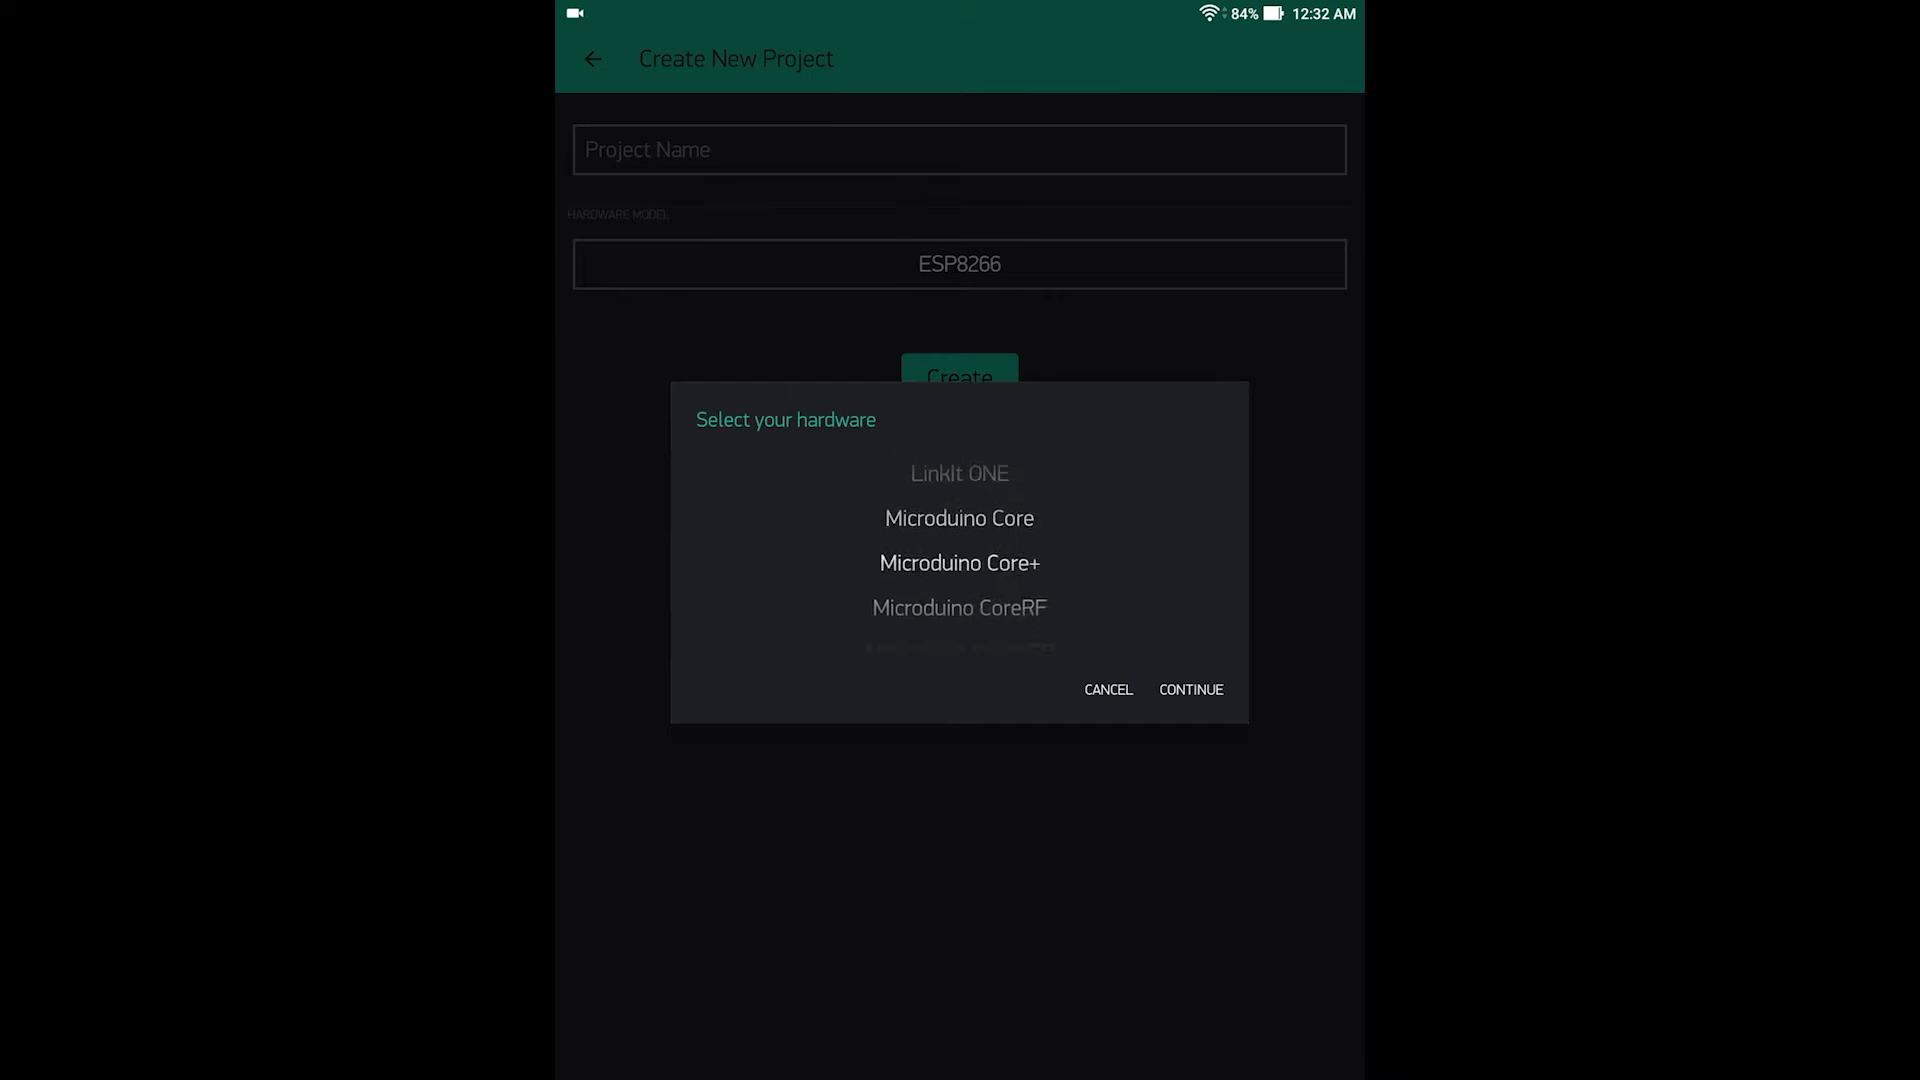 84% 12:32 AM
Create New Project
Project Name
HARDWARE MODEL
ESP8266
Create
Select your hardware
LinkIt ONE
Microduino Core
Microduino Core+
Microduino CoreRF
CANCEL CONTINUE